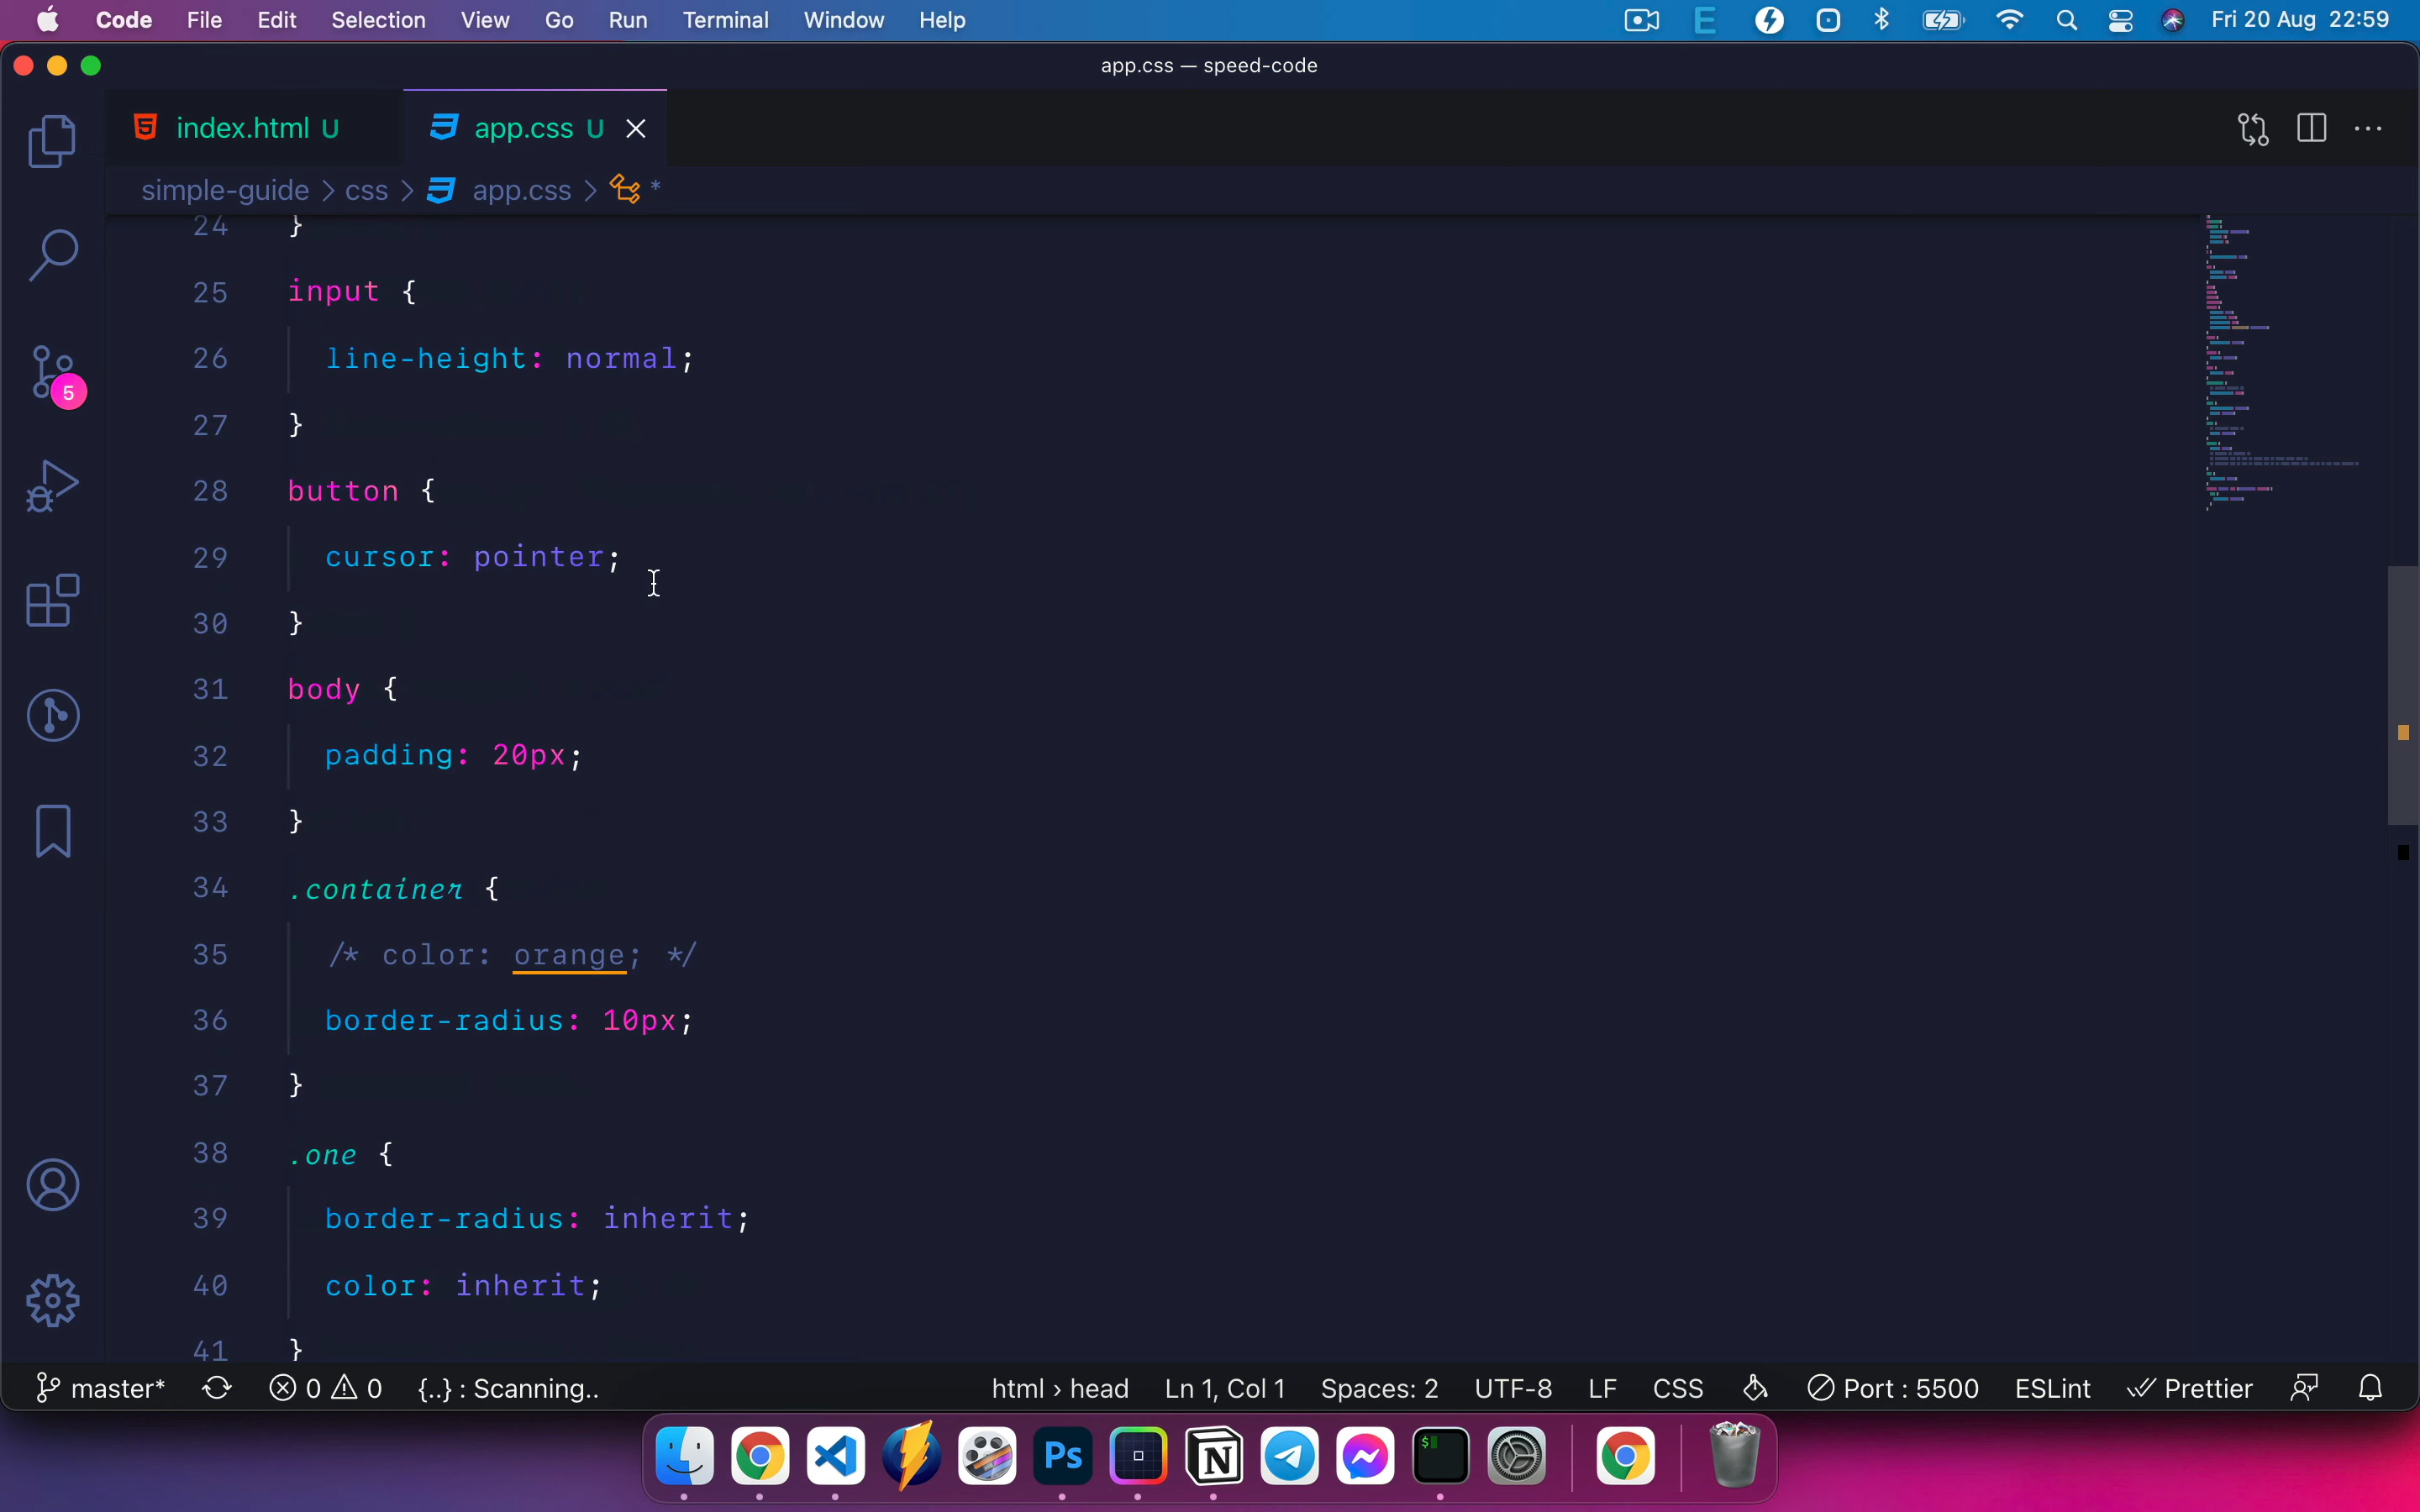 Code File Edit Selection View Go Run Terminal Window Help E Fri 20 Aug 22:59
app.css — speed-code
index.html U app.css U
simple-guide > css > app.css > *
24 }
25 input {
26 line-height: normal;
27 }
28 button {
29 cursor: pointer;
30 }
31 body {
32 padding: 20px;
33 }
34 .container {
35 /* color: orange; */
36 border-radius: 10px;
37 }
38 .one {
39 border-radius: inherit;
40 color: inherit;
41 }
5
master* 0 0 {..} : Scanning.. html › head Ln 1, Col 1 Spaces: 2 UTF-8 LF CSS Port : 5500 ESLint Prettier
Ps N $